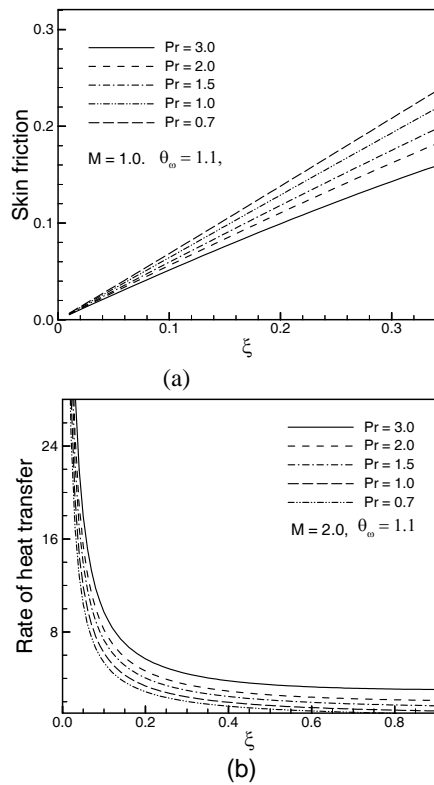 0.3
Pr = 3.0
Pr = 2.0
Pr = 1.5
Pr = 1.0
Pr = 0.7
M = 1.0. θω = 1.1,
Skin friction
0.2
0.1
0.0
0 0.1 0.2 0.3
ξ
(a)
Pr = 3.0
Pr = 2.0
Pr = 1.5
Pr = 1.0
Pr = 0.7
M = 2.0, θω = 1.1
Rate of heat transfer
24
16
8
0.0 0.2 0.4 0.6 0.8
ξ
(b)